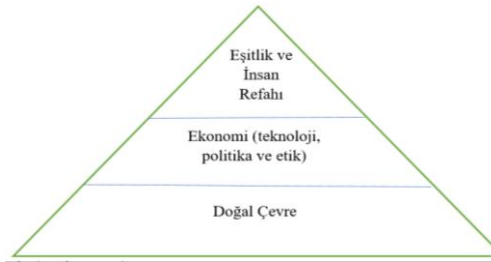 Eşitlik ve
İnsan
Refahı
Ekonomi (teknoloji,
politika ve etik)
Doğal Çevre